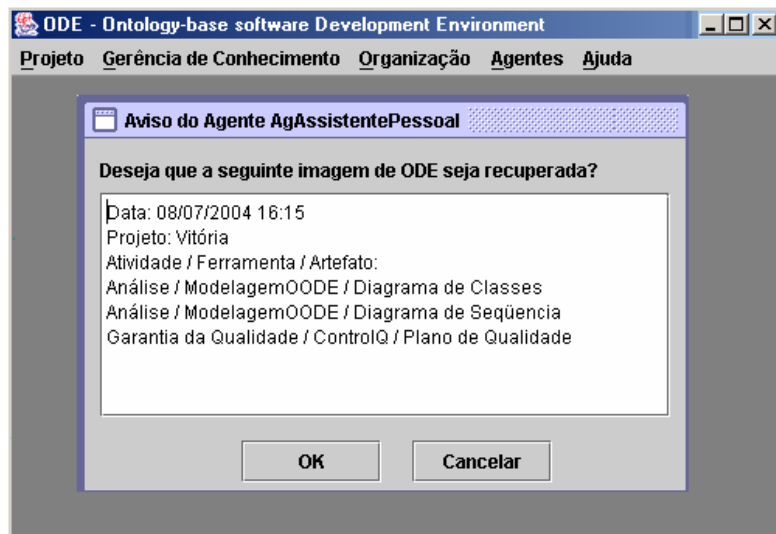 ODE - Ontology-base software Development Environment
Projeto Gerência de Conhecimento Organização Agentes Ajuda
Aviso do Agente AgAssistentePessoal
Deseja que a seguinte imagem de ODE seja recuperada?
Data: 08/07/2004 16:15
Projeto: Vitória
Atividade / Ferramenta / Artefato:
Análise / ModelagemOODE / Diagrama de Classes
Análise / ModelagemOODE / Diagrama de Seqüencia
Garantia da Qualidade / ControlQ / Plano de Qualidade
OK Cancelar